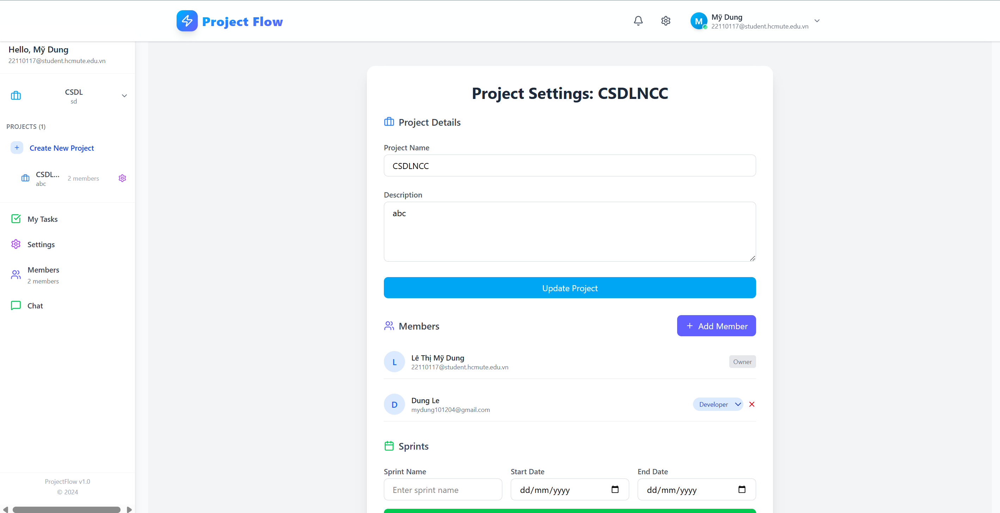 Project Flow
M
Mỹ Dung
22110117@student.hcmute.edu.vn
Hello, Mỹ Dung
22110117@student.hcmute.edu.vn
CSDL
sd
PROJECTS (1)
+ Create New Project
CSDL...
abc
2 members
My Tasks
Settings
Members
2 members
Chat
ProjectFlow v1.0
© 2024
Project Settings: CSDLNCC
Project Details
Project Name
CSDLNCC
Description
abc
Update Project
Members
+ Add Member
L
Lê Thị Mỹ Dung
22110117@student.hcmute.edu.vn
Owner
D
Dung Le
mydung101204@gmail.com
Developer
Sprints
Sprint Name
Enter sprint name
Start Date
dd/mm/yyyy
End Date
dd/mm/yyyy